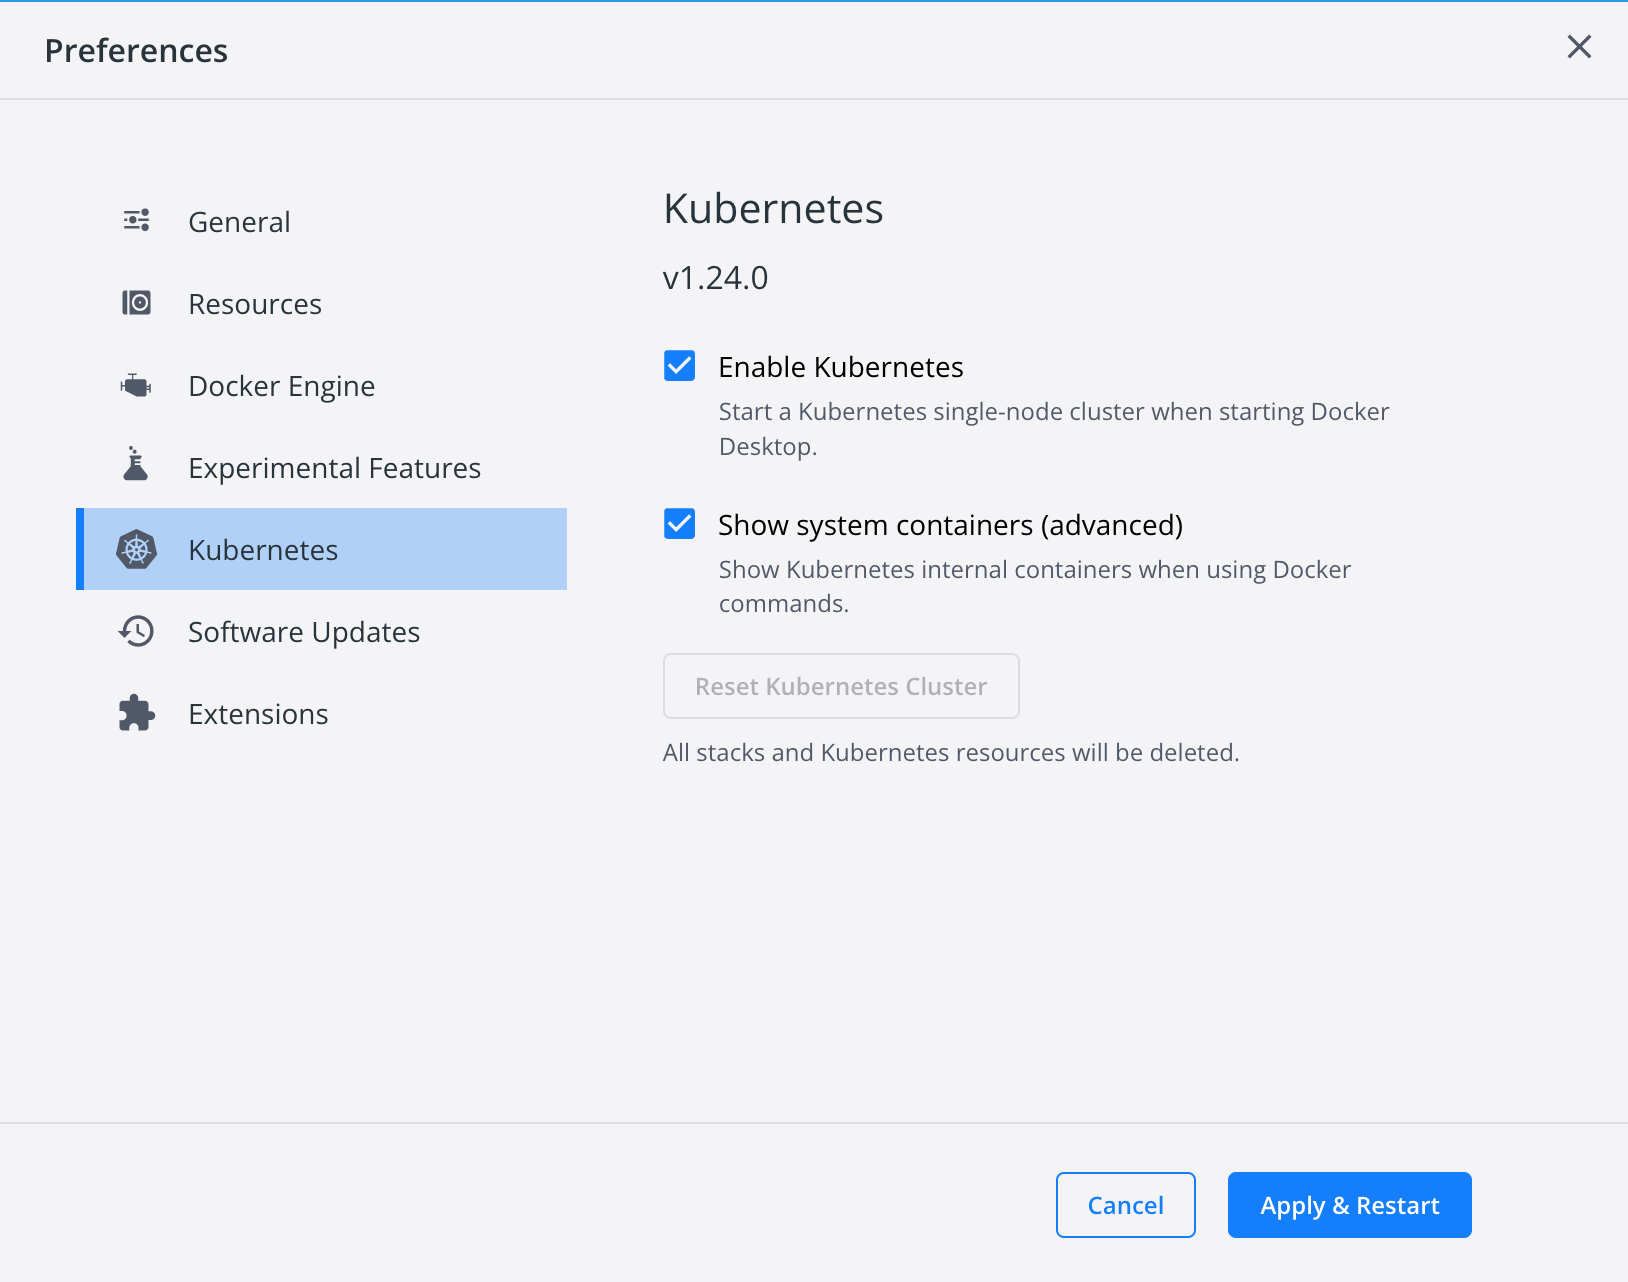 Preferences
General
Resources
Docker Engine
Experimental Features
Kubernetes
Software Updates
Extensions
Kubernetes
v1.24.0
Enable Kubernetes
Start a Kubernetes single-node cluster when starting Docker
Desktop.
Show system containers (advanced)
Show Kubernetes internal containers when using Docker
commands.
Reset Kubernetes Cluster
All stacks and Kubernetes resources will be deleted.
Cancel
Apply & Restart